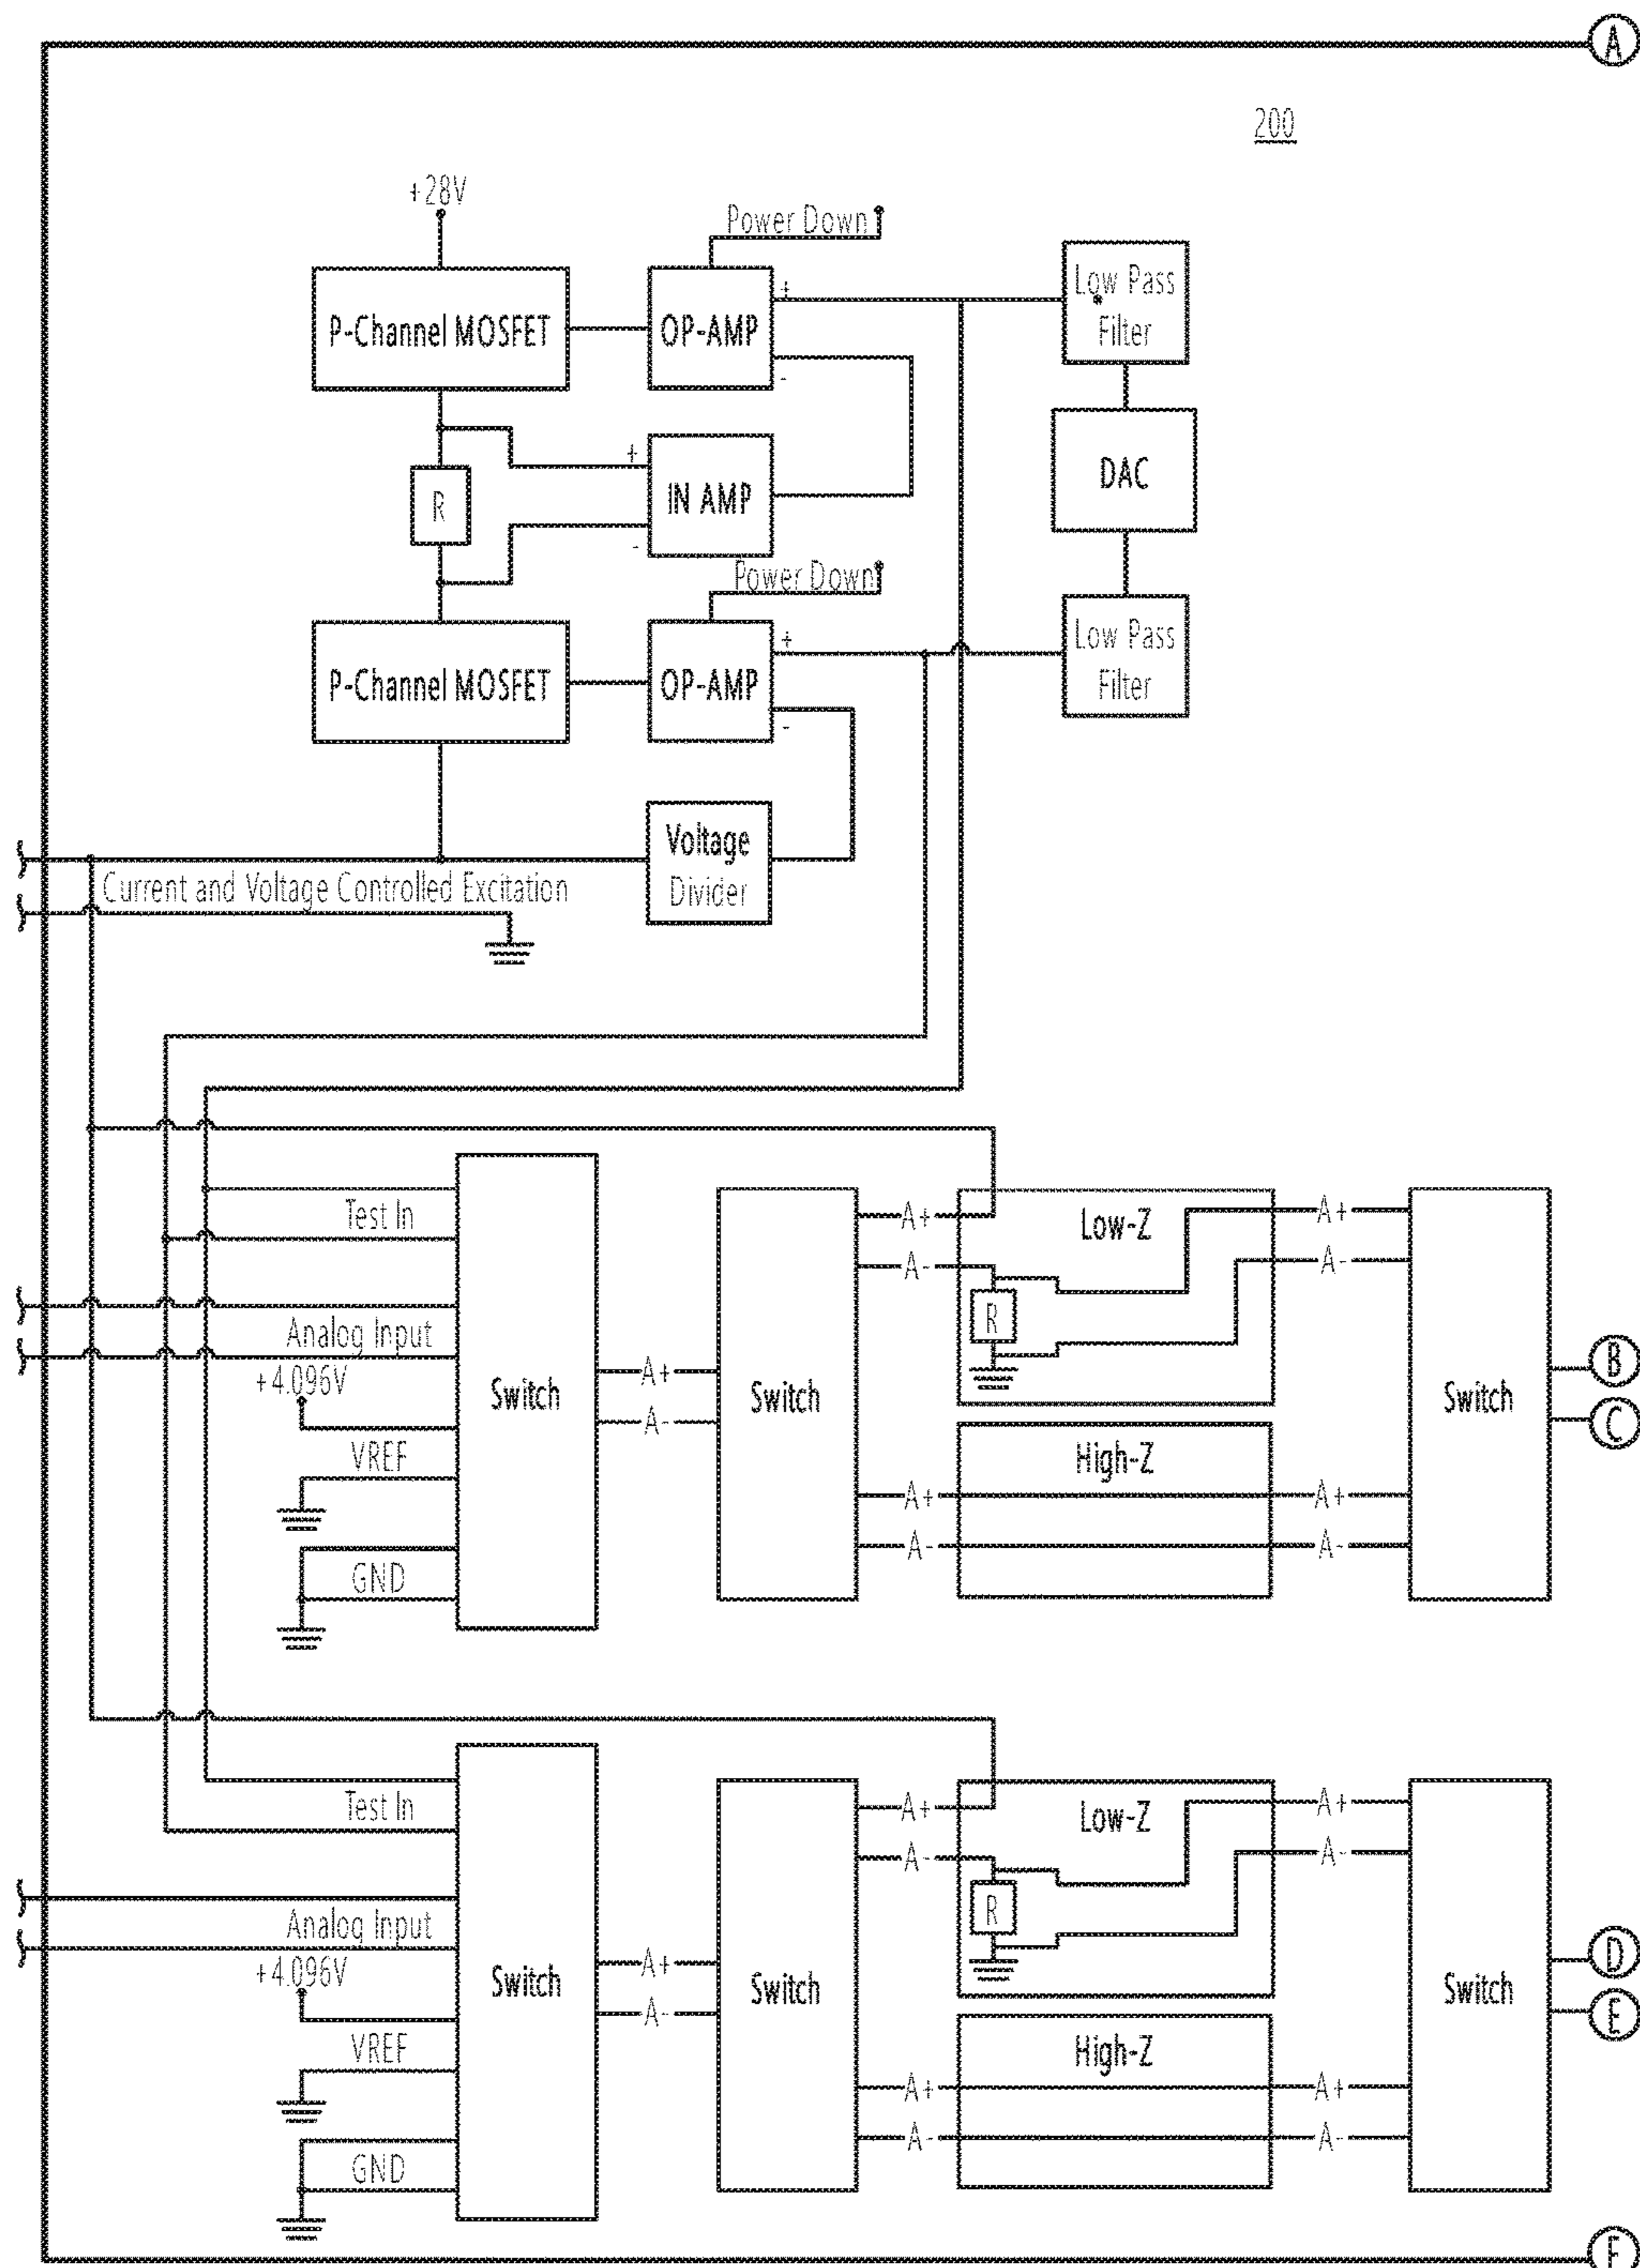 A
200
+28V
Power Down
P-Channel MOSFET
OP-AMP
+
-
Low Pass
Filter
R
+
-
IN AMP
DAC
Power Down
P-Channel MOSFET
OP-AMP
+
-
Low Pass
Filter
Voltage
Divider
Current and Voltage Controlled Excitation
Test In
Analog Input
+4.096V
VREF
GND
Switch
A+
A-
Switch
A+
A-
Low-Z
R
A+
A-
High-Z
A+
A-
A+
A-
Switch
B
C
Test In
Analog Input
+4.096V
VREF
GND
Switch
A+
A-
Switch
A+
A-
Low-Z
R
A+
A-
High-Z
A+
A-
A+
A-
Switch
D
E